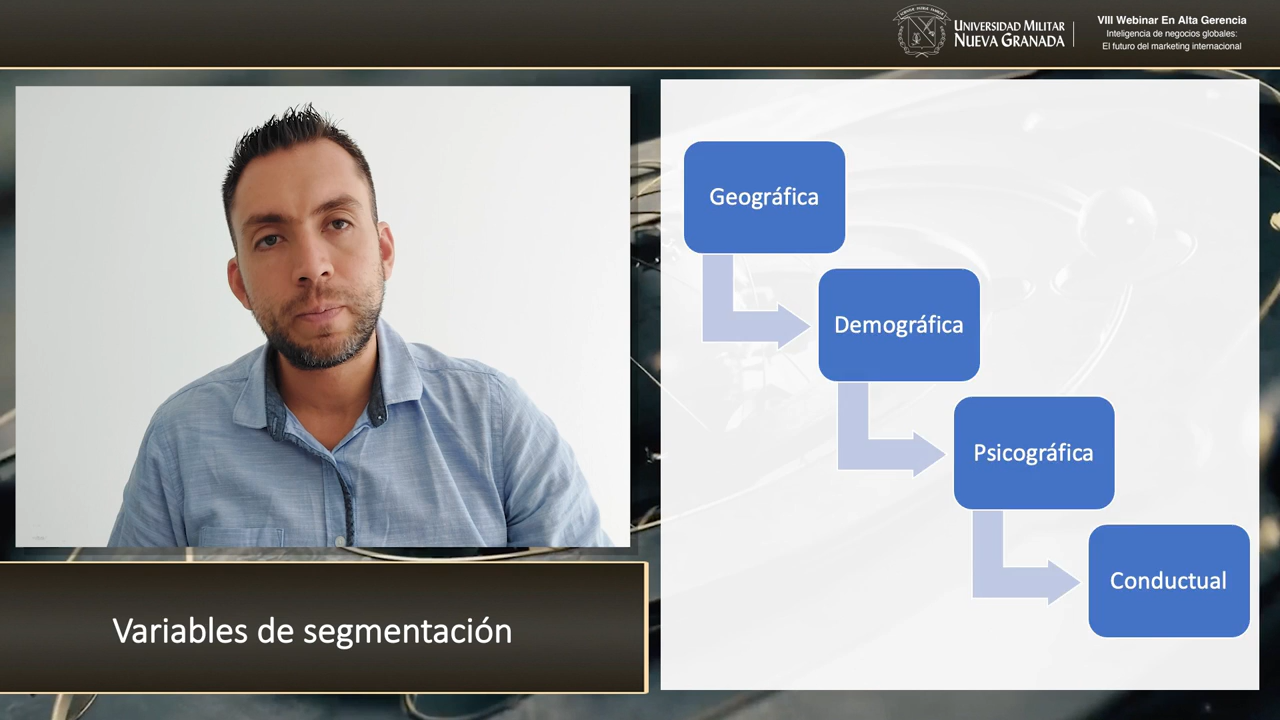 UNIVERSIDAD MILITAR
NUEVA GRANADA
VIII Webinar En Alta Gerencia
Inteligencia de negocios globales:
El futuro del marketing internacional
Geográfica
Demográfica
Psicográfica
Conductual
Variables de segmentación